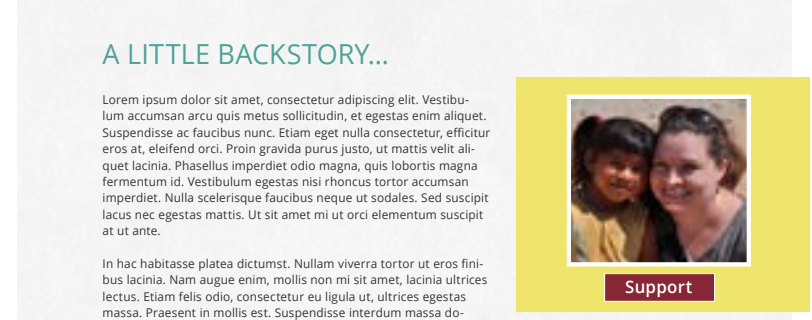 A LITTLE BACKSTORY...
Lorem ipsum dolor sit amet, consectetur adipiscing elit. Vestibu-
lum accumsan arcu quis metus sollicitudin, et egestas enim aliquet.
Suspendisse ac faucibus nunc. Etiam eget nulla consectetur, efficitur
eros at, eleifend orci. Proin gravida purus justo, ut mattis velit ali-
quet lacinia. Phasellus imperdiet odio magna, quis lobortis magna
fermentum id. Vestibulum egestas nisi rhoncus tortor accumsan
imperdiet. Nulla scelerisque faucibus neque ut sodales. Sed suscipit
lacus nec egestas mattis. Ut sit amet mi ut orci elementum suscipit
at ut ante.
In hac habitasse platea dictumst. Nullam viverra tortor ut eros fini-
bus lacinia. Nam augue enim, mollis non mi sit amet, lacinia ultrices
lectus. Etiam felis odio, consectetur eu ligula ut, ultrices egestas
massa. Praesent in mollis est. Suspendisse interdum massa do-
Support